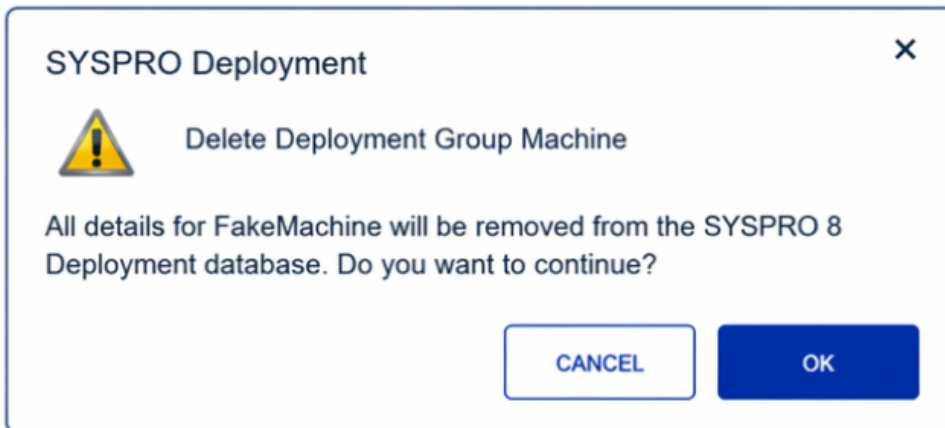 SYSPRO Deployment
Delete Deployment Group Machine
All details for FakeMachine will be removed from the SYSPRO 8
Deployment database. Do you want to continue?
CANCEL OK